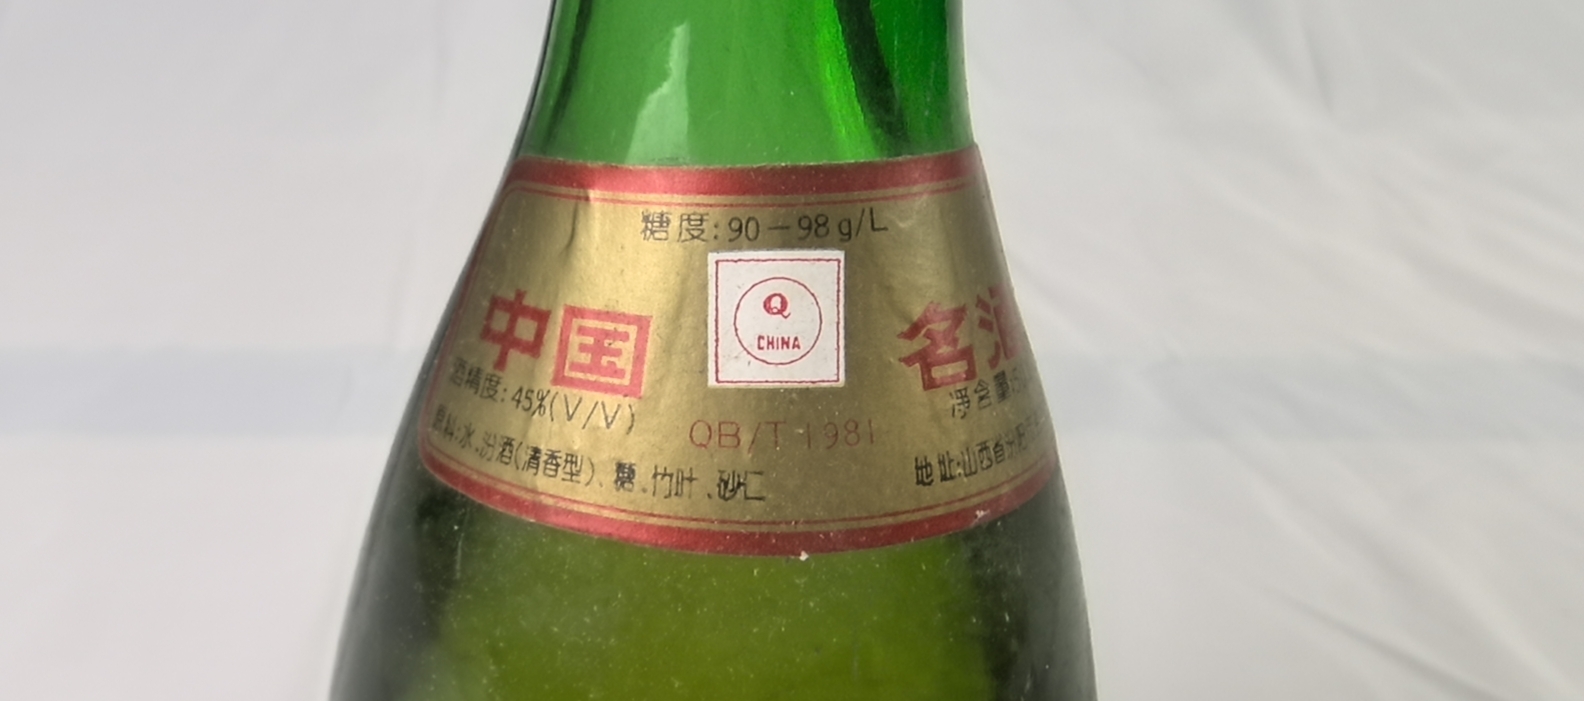 糖度:90-98g/L
中国
Q
CHINA
名酒
酒精度:45%(V/V)
净含量:
QB/T 1981
原料:水、汾酒(清香型)、糖、竹叶、砂仁
地址:山西省汾阳